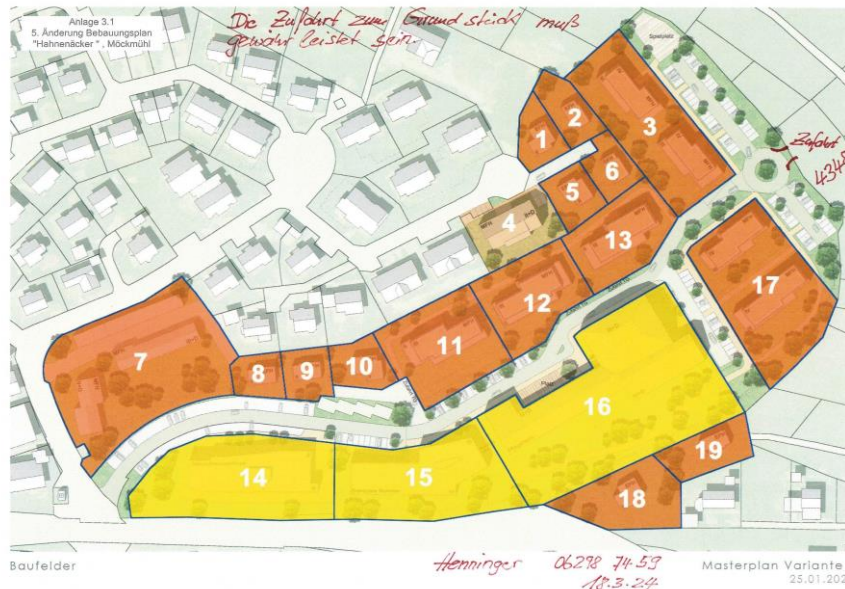 Anlage 3.1
5. Änderung Bebauungsplan
"Hahnenäcker", Möckmühl
Die Zufahrt zum Grundstück muß
gewährleistet sein.
Spielplatz
1
2
3
Zufahrt
4348
4
5
6
7
8
9
10
11
12
13
17
16
14
15
19
18
Baufelder
Henninger 06298 74 59
18.3.24
Masterplan Variante
25.01.202